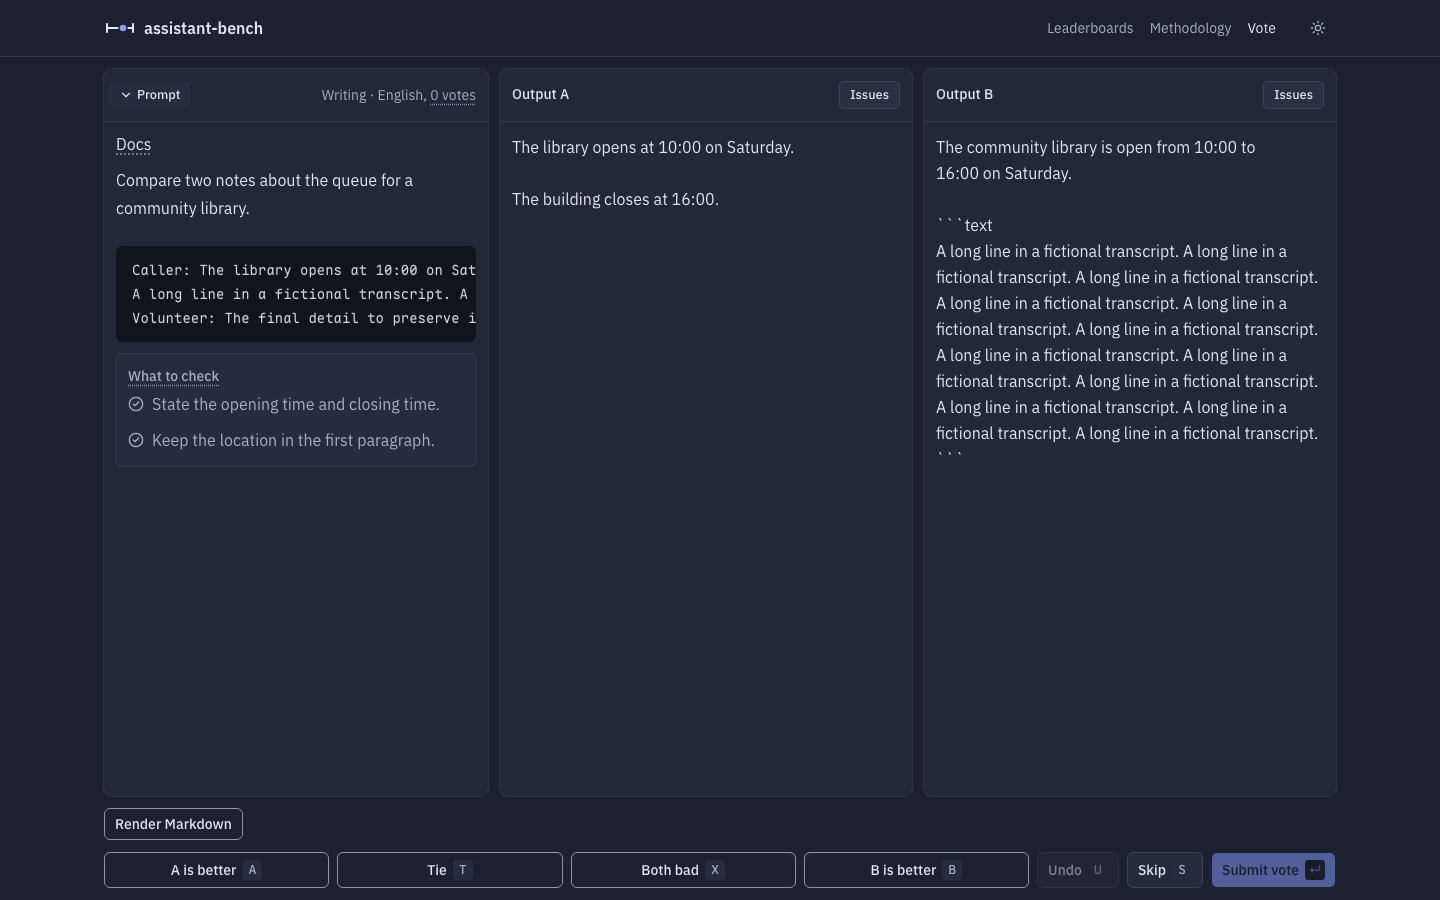 assistant-bench
Leaderboards Methodology Vote
Prompt
Writing · English, 0 votes
Docs
Compare two notes about the queue for a
community library.
Caller: The library opens at 10:00 on Sat
A long line in a fictional transcript. A
Volunteer: The final detail to preserve i
What to check
State the opening time and closing time.
Keep the location in the first paragraph.
Output A
Issues
The library opens at 10:00 on Saturday.
The building closes at 16:00.
Output B
Issues
The community library is open from 10:00 to
16:00 on Saturday.
```text
A long line in a fictional transcript. A long line in a
fictional transcript. A long line in a fictional transcript.
A long line in a fictional transcript. A long line in a
fictional transcript. A long line in a fictional transcript.
A long line in a fictional transcript. A long line in a
fictional transcript. A long line in a fictional transcript.
A long line in a fictional transcript. A long line in a
fictional transcript. A long line in a fictional transcript.
```
Render Markdown
A is better A
Tie T
Both bad X
B is better B
Undo U
Skip S
Submit vote ↵